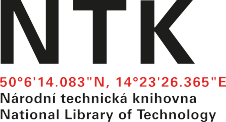 NTK
50°6'14.083"N, 14°23'26.365"E
Národní technická knihovna
National Library of Technology